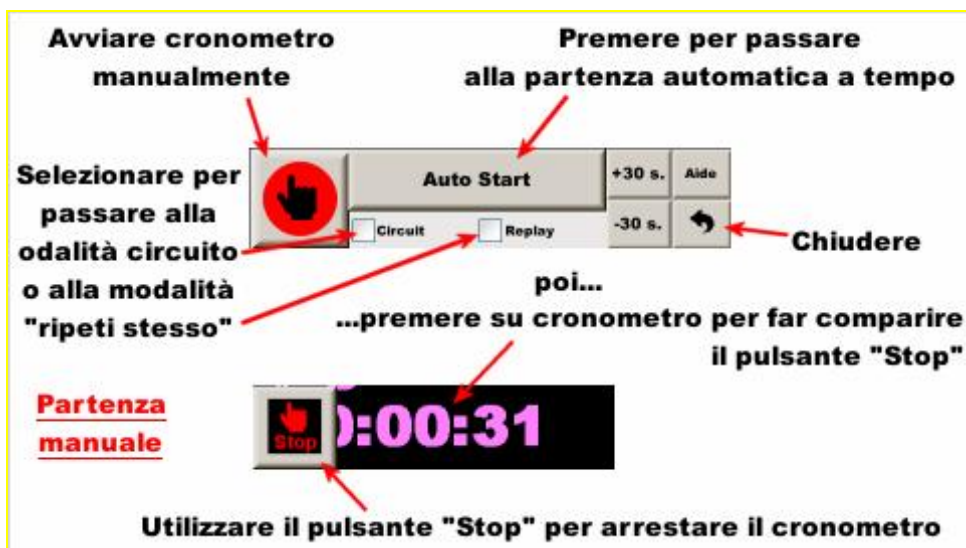 Avviare cronometro
manualmente
Premere per passare
alla partenza automatica a tempo
Selezionare per
passare alla
odalità circuito
o alla modalità
"ripeti stesso"
Auto Start
+30 s.
Aide
Circuit
Replay
-30 s.
Chiudere
poi...
...premere su cronometro per far comparire
il pulsante "Stop"
Partenza
manuale
Stop
0:00:31
Utilizzare il pulsante "Stop" per arrestare il cronometro